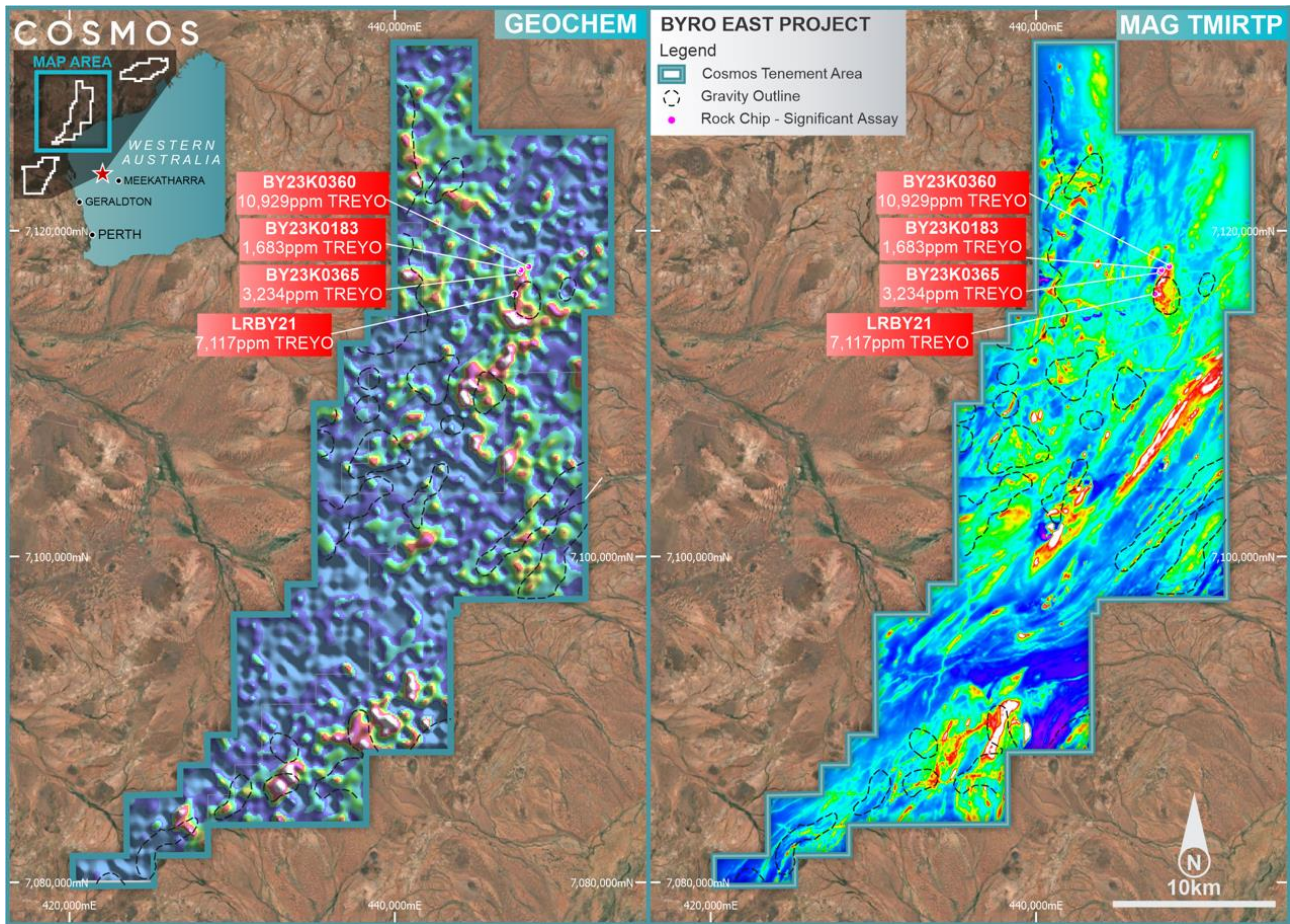 COSMOS
MAP AREA
WESTERN
AUSTRALIA
MEEKATHARRA
GERALDTON
PERTH
440,000mE
GEOCHEM
BY23K0360
10,929ppm TREYO
7,120,000mN
BY23K0183
1,683ppm TREYO
BY23K0365
3,234ppm TREYO
LRBY21
7,117ppm TREYO
7,100,000mN
7,100,000mN
7,080,000mN
7,080,000mN
420,000mE
440,000mE
BYRO EAST PROJECT
Legend
Cosmos Tenement Area
Gravity Outline
Rock Chip - Significant Assay
440,000mE
MAG TMIRTP
BY23K0360
10,929ppm TREYO
7,120,000mN
BY23K0183
1,683ppm TREYO
BY23K0365
3,234ppm TREYO
LRBY21
7,117ppm TREYO
7,100,000mN
N
10km
420,000mE
440,000mE